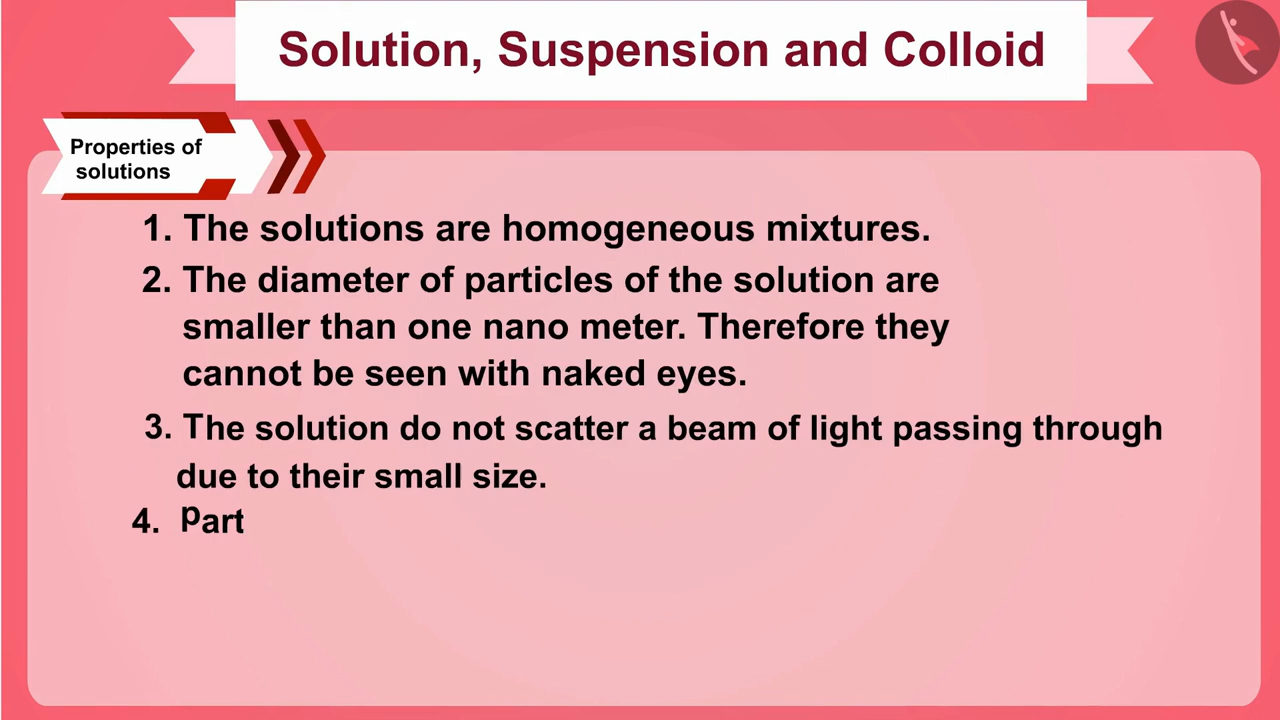 Solution, Suspension and Colloid
Properties of
solutions
1. The solutions are homogeneous mixtures.
2. The diameter of particles of the solution are
smaller than one nano meter. Therefore they
cannot be seen with naked eyes.
3. The solution do not scatter a beam of light passing through
due to their small size.
4. Part